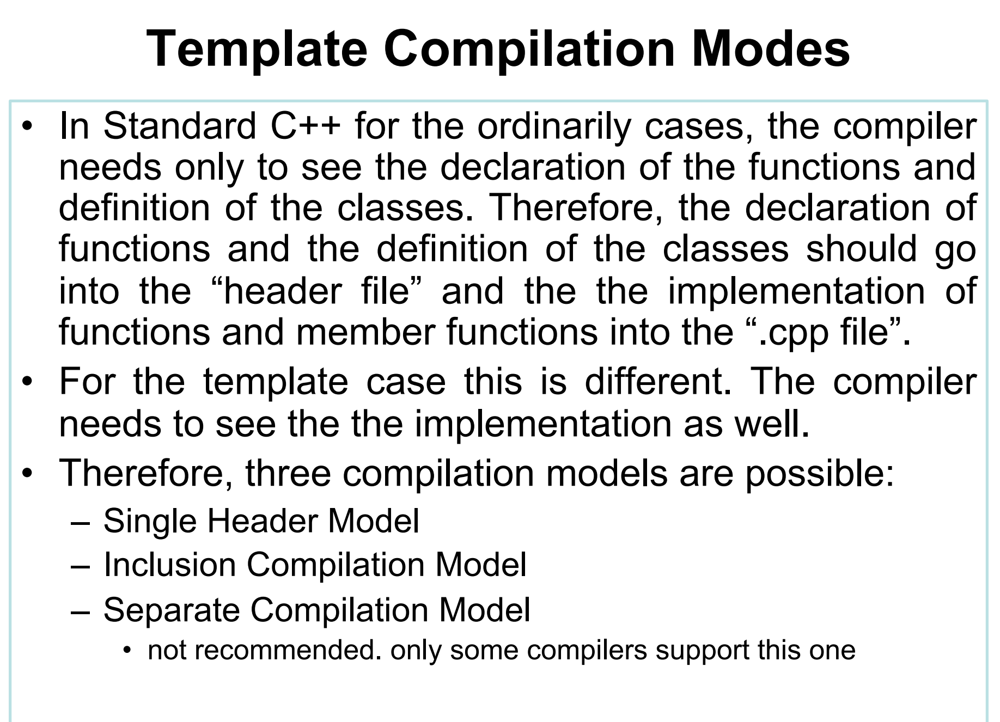 Template Compilation Modes
• In Standard C++ for the ordinarily cases, the compiler
needs only to see the declaration of the functions and
definition of the classes. Therefore, the declaration of
functions and the definition of the classes should go
into the “header file” and the the implementation of
functions and member functions into the “.cpp file”.
• For the template case this is different. The compiler
needs to see the the implementation as well.
• Therefore, three compilation models are possible:
– Single Header Model
– Inclusion Compilation Model
– Separate Compilation Model
• not recommended. only some compilers support this one